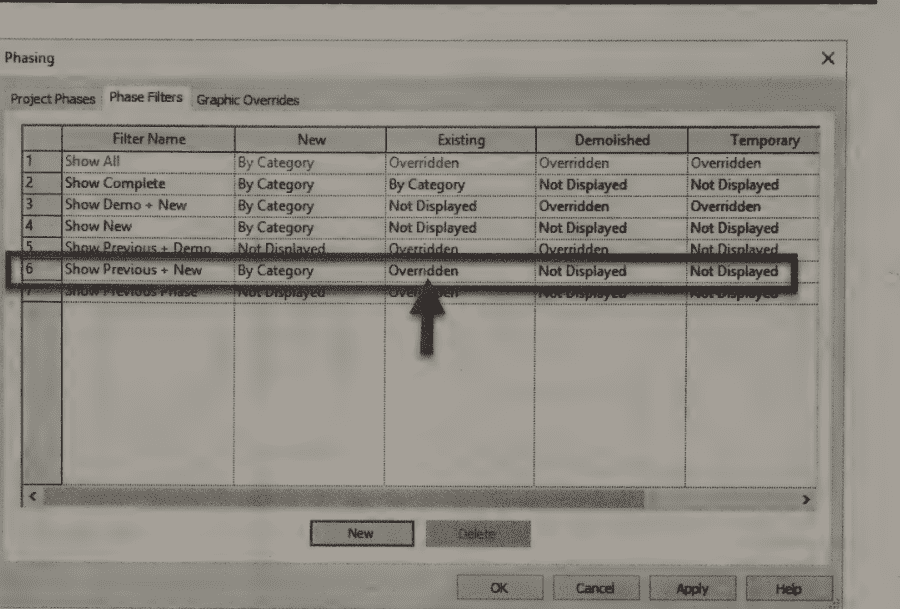 Phasing
Project Phases Phase Filters Graphic Overrides
Filter Name New Existing Demolished Temporary
1 Show All By Category Overridden Overridden Overridden
2 Show Complete By Category By Category Not Displayed Not Displayed
3 Show Demo + New By Category Not Displayed Overridden Overridden
4 Show New By Category Not Displayed Not Displayed Not Displayed
5 Show Previous + Demo Not Displayed Overridden Overridden Not Displayed
6 Show Previous + New By Category Overridden Not Displayed Not Displayed
7 Show Previous Phase Not Displayed Overridden Not Displayed Not Displayed
New Delete
OK Cancel Apply Help